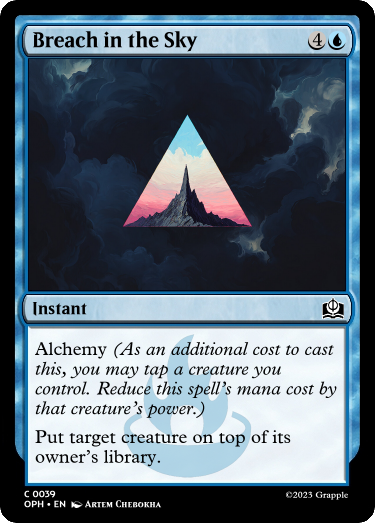 Breach in the Sky 4
Instant
Alchemy (As an additional cost to cast
this, you may tap a creature you
control. Reduce this spell's mana cost by
that creature's power.)
Put target creature on top of its
owner's library.
C 0039
OPH • EN Artem Chebokha
©2023 Grapple